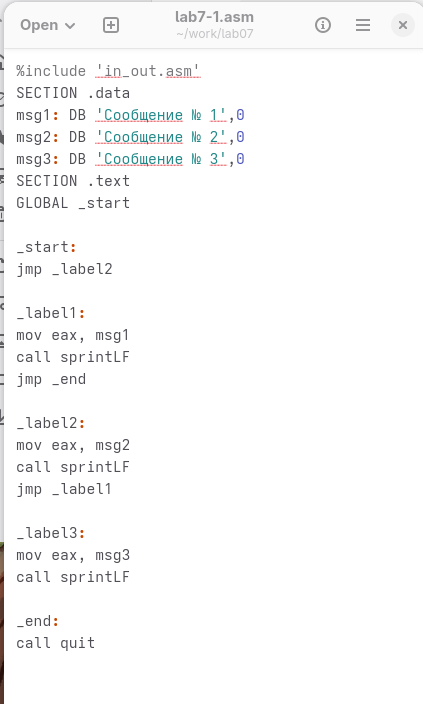 Open
lab7-1.asm
~/work/lab07
%include 'in_out.asm'
SECTION .data
msg1: DB 'Сообщение № 1',0
msg2: DB 'Сообщение № 2',0
msg3: DB 'Сообщение № 3',0
SECTION .text
GLOBAL _start
_start:
jmp _label2
_label1:
mov eax, msg1
call sprintLF
jmp _end
_label2:
mov eax, msg2
call sprintLF
jmp _label1
_label3:
mov eax, msg3
call sprintLF
_end:
call quit